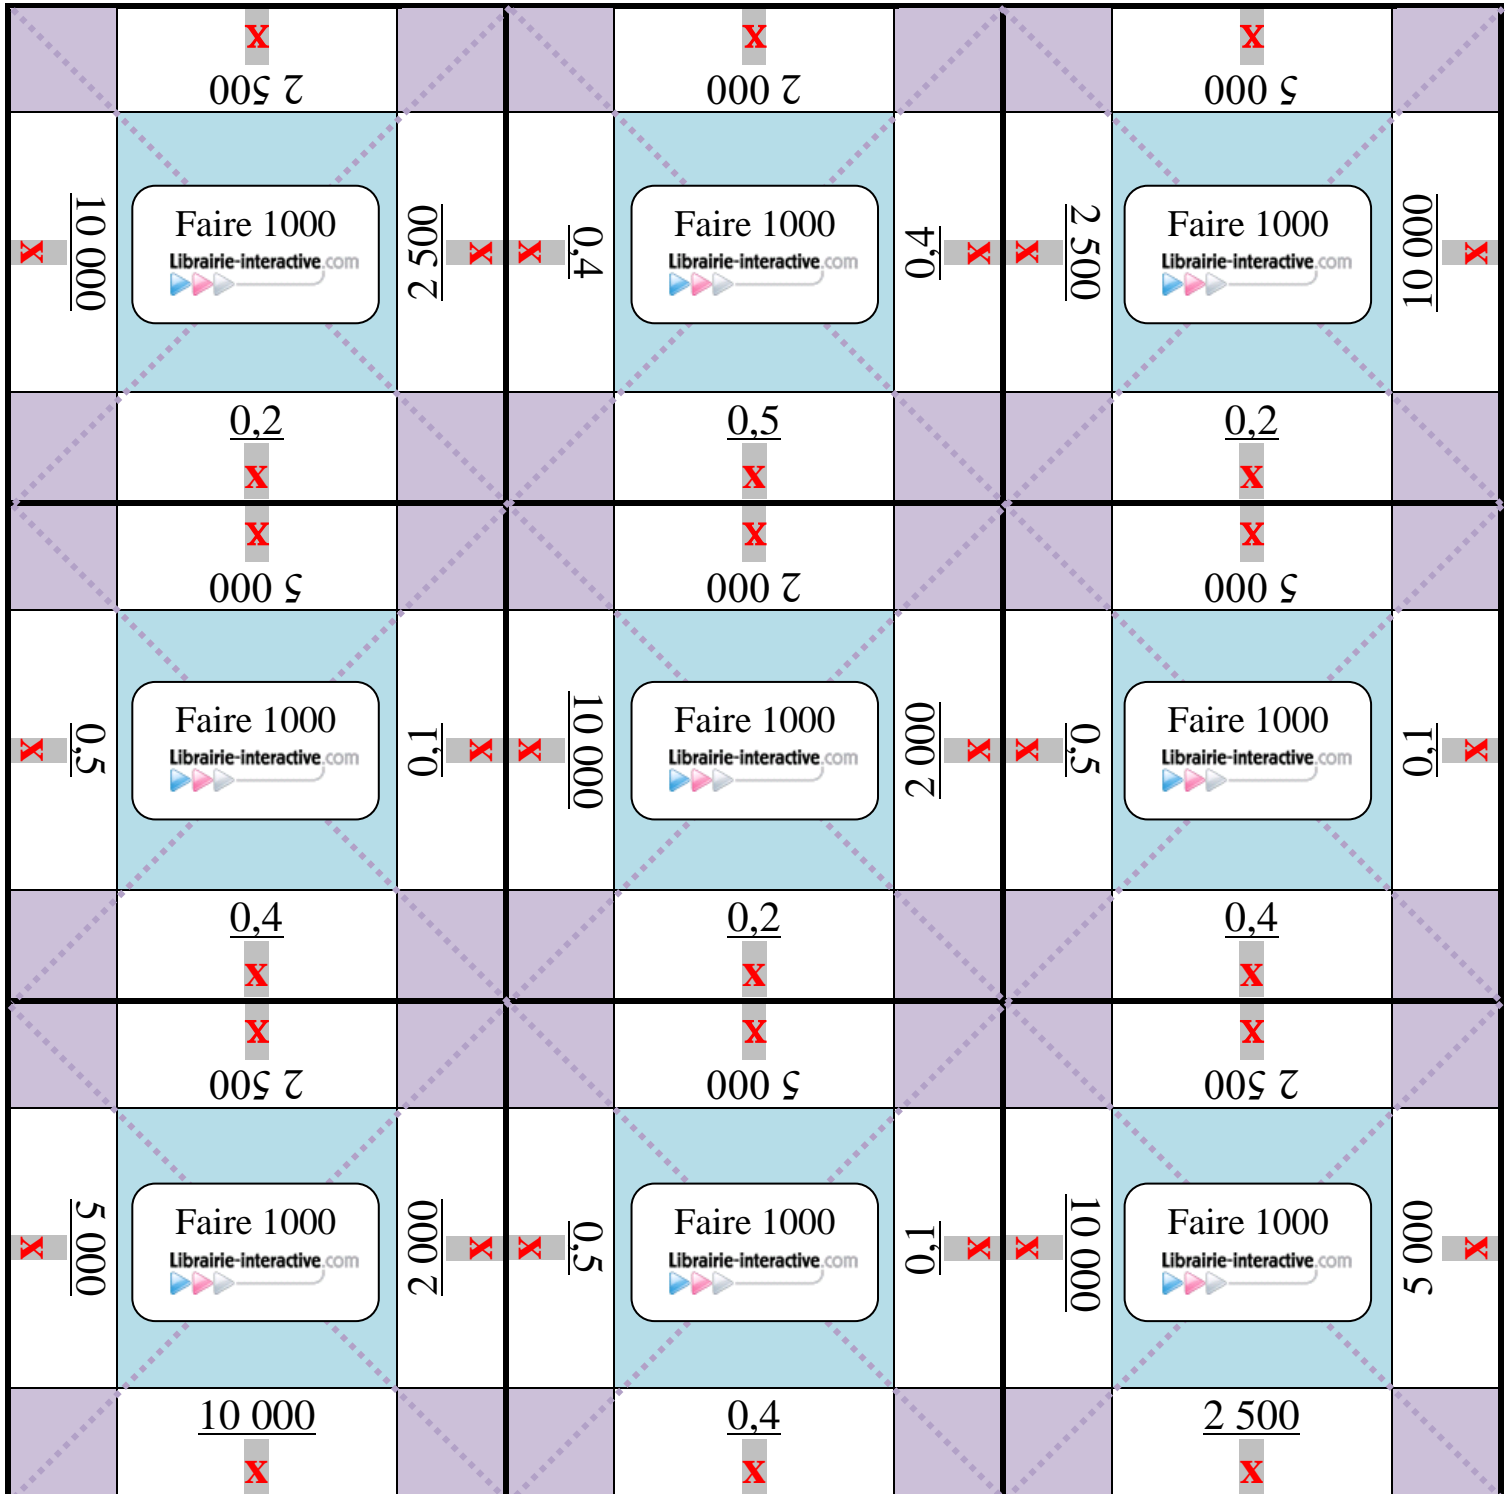 x x x
2 500 2 000 5 000
10 000 x Faire 1000 Librairie-interactive.com 2 500 x
x 0,4 Faire 1000 Librairie-interactive.com 0,4 x
x 2 500 Faire 1000 Librairie-interactive.com 10 000 x
0,2 0,5 0,2
x x x
x x x
5 000 2 000 5 000
x 0,5 Faire 1000 Librairie-interactive.com 0,1 x
x 10 000 Faire 1000 Librairie-interactive.com 2 000 x
x 0,5 Faire 1000 Librairie-interactive.com 0,1 x
0,4 0,2 0,4
x x x
x x x
2 500 5 000 2 500
x 5 000 Faire 1000 Librairie-interactive.com 2 000 x
x 0,5 Faire 1000 Librairie-interactive.com 0,1 x
x 10 000 Faire 1000 Librairie-interactive.com 5 000 x
10 000 0,4 2 500
x x x